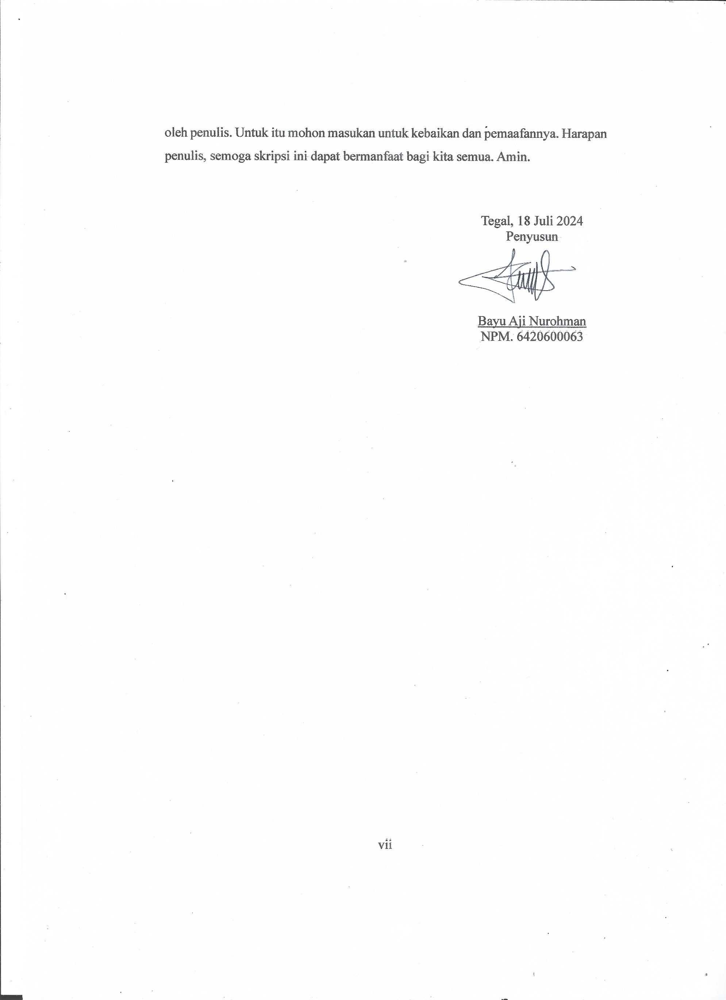 oleh penulis. Untuk itu mohon masukan untuk kebaikan dan pemaafannya. Harapan
penulis, semoga skripsi ini dapat bermanfaat bagi kita semua. Amin.
Tegal, 18 Juli 2024
Penyusun
Bayu Aji Nurohman
NPM. 6420600063
vii